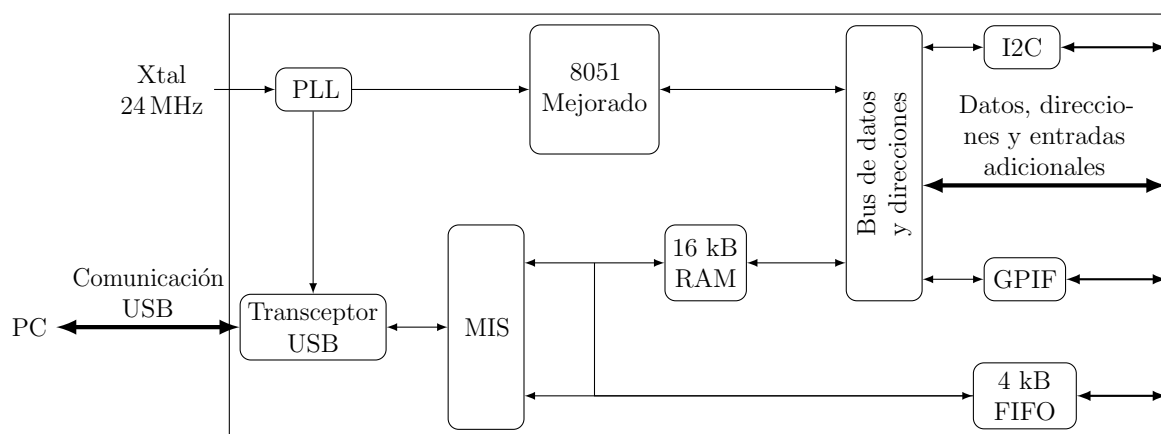 Xtal
24 MHz
PLL
8051
Mejorado
Bus de datos
y direcciones
I2C
Datos, direccio-
nes y entradas
adicionales
16 kB
RAM
GPIF
Comunicación
USB
PC
Transceptor
USB
MIS
4 kB
FIFO